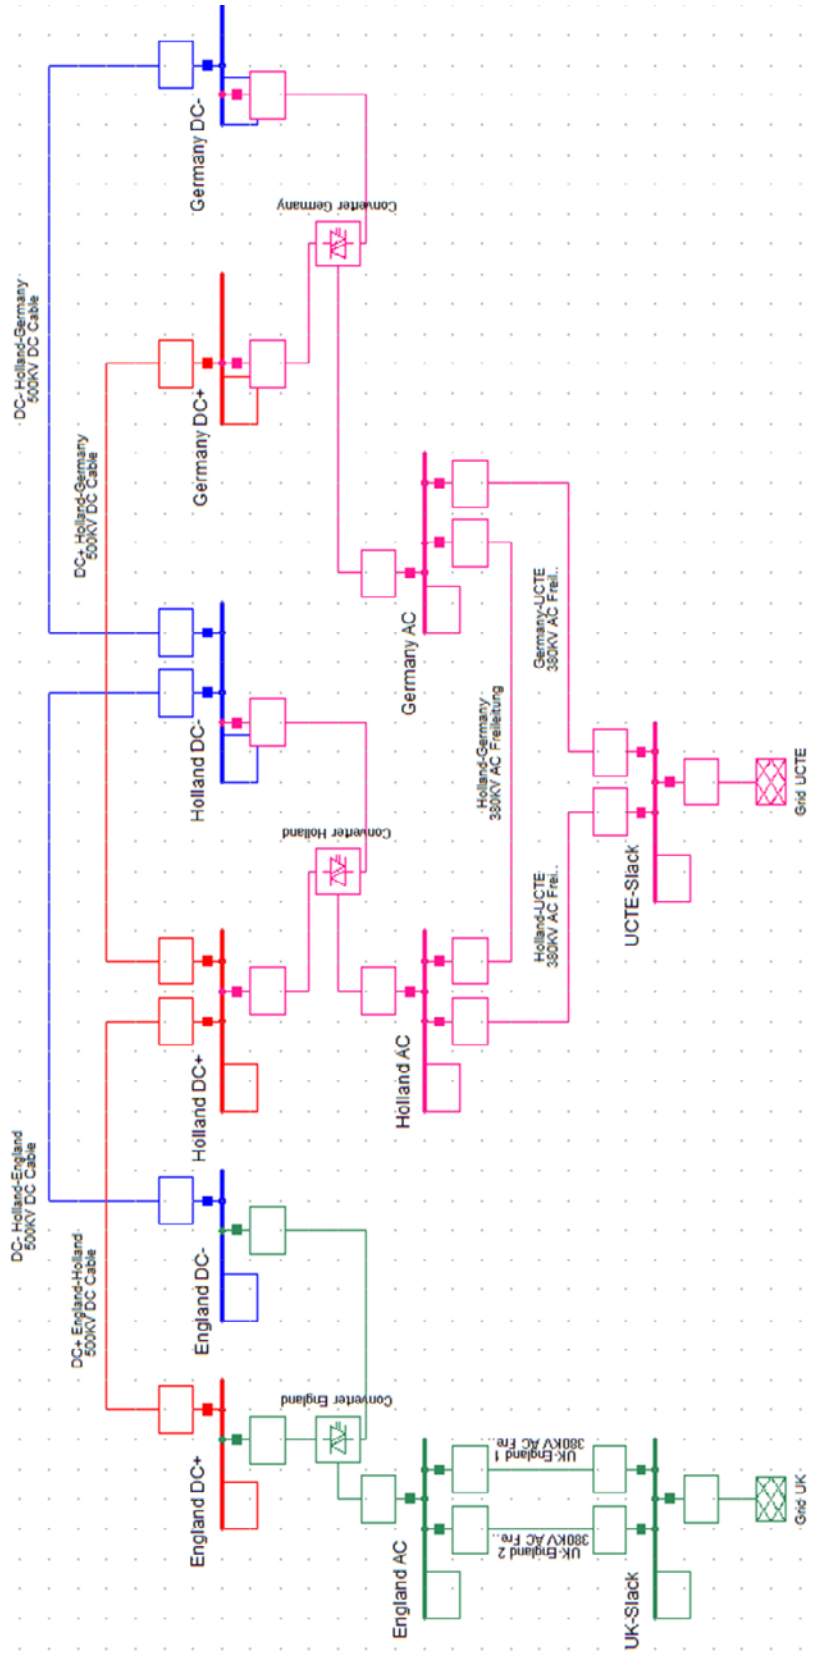 Germany DC-
Converter Germany
DC- Holland-Germany
500KV DC Cable
Germany DC+
DC+ Holland-Germany
500KV DC Cable
Germany AC
Germany-UCTE
380KV AC Freil..
Holland-Germany
380KV AC Freileitung
Holland DC-
Converter Holland
Grid UCTE
UCTE-Slack
Holland-UCTE
380KV AC Frei..
Holland DC+
Holland AC
DC- Holland-England
500KV DC Cable
England DC-
DC+ England-Holland
500KV DC Cable
Converter England
England DC+
UK-England 1
380KV AC Fre...
UK-England 2
380KV AC Fre...
England AC
UK-Slack
Grid UK